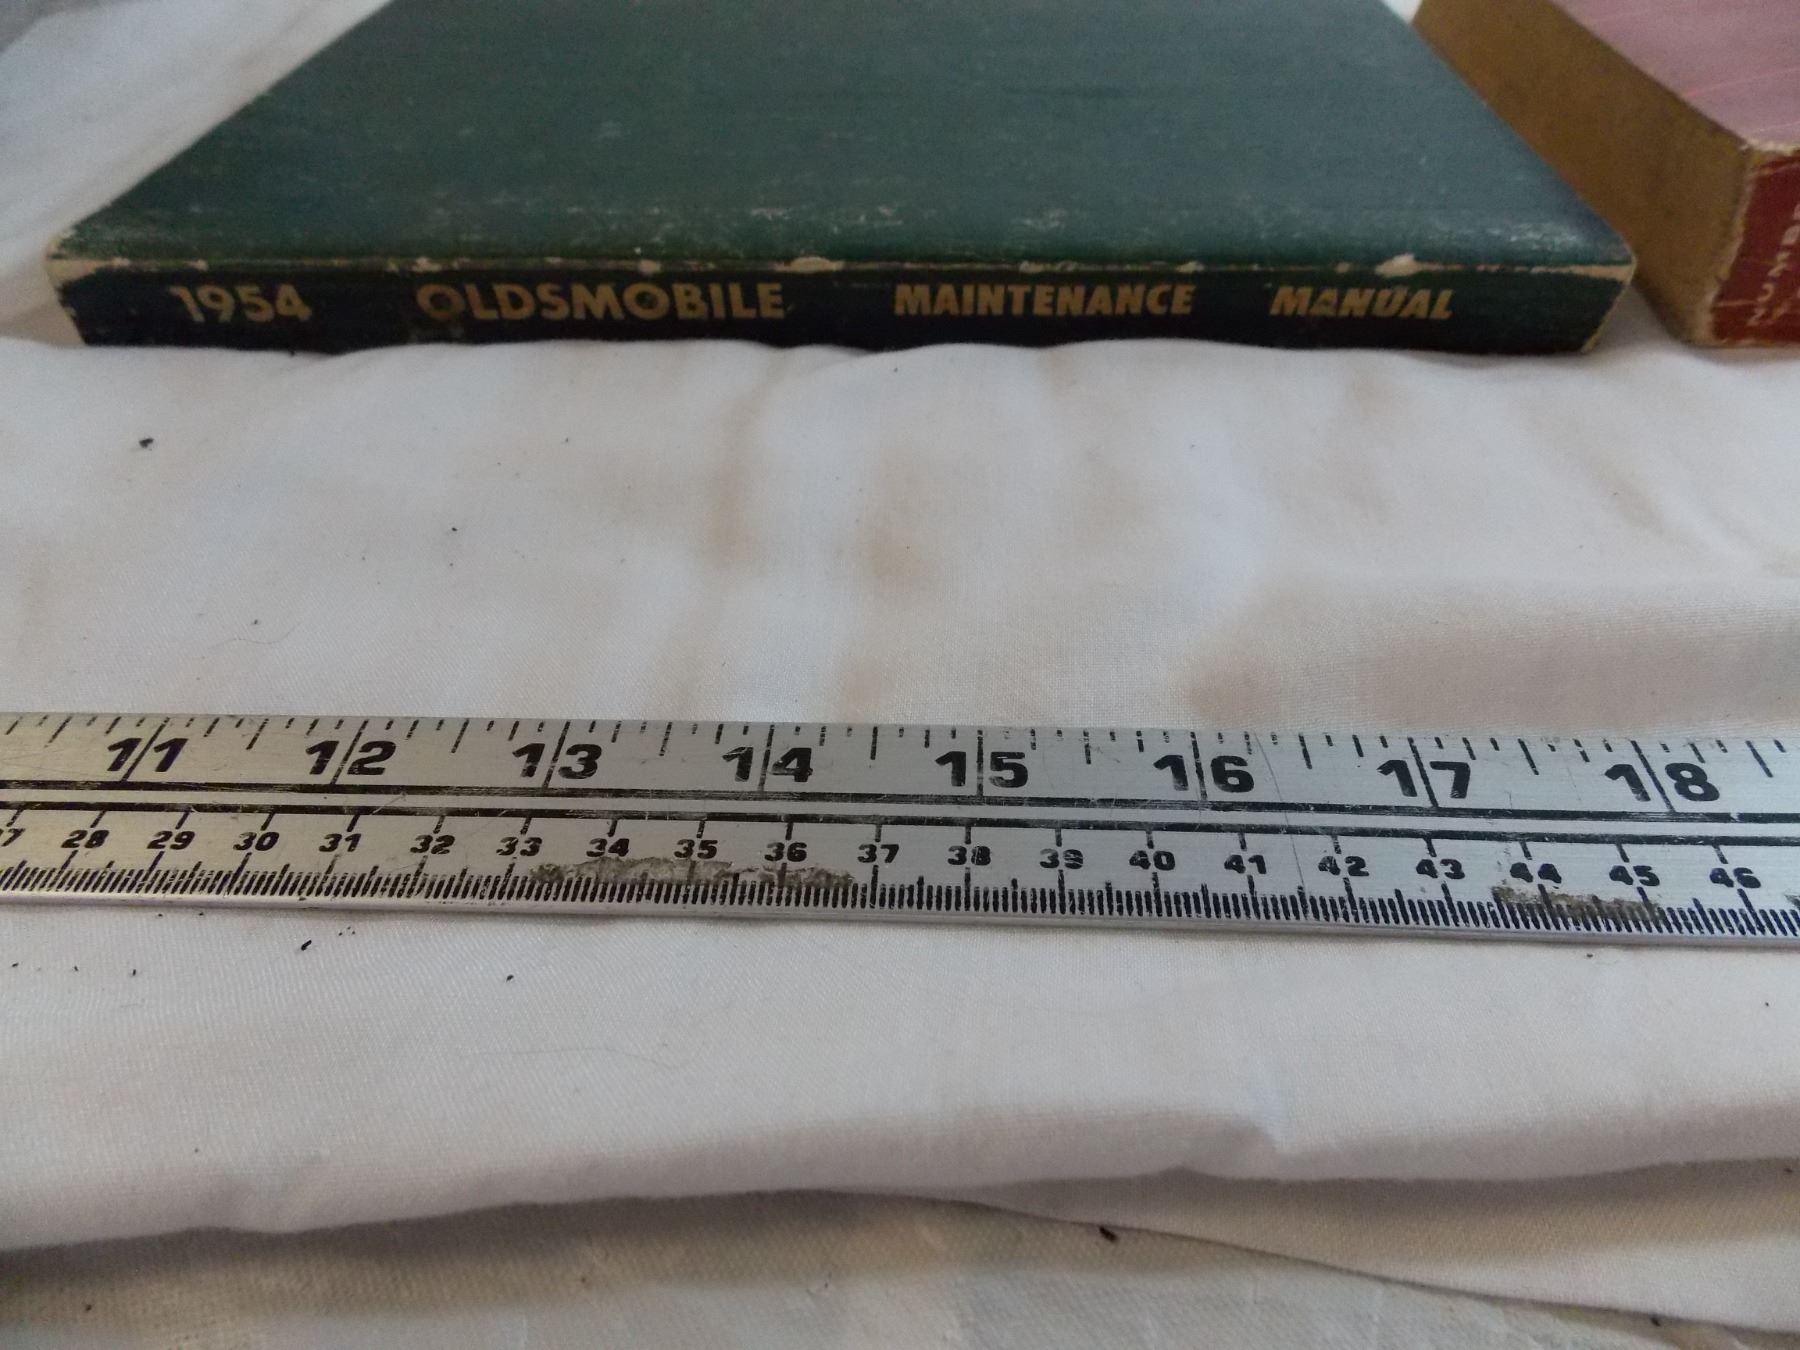 1954 OLDSMOBILE MAINTENANCE MANUAL
NUMB
11 12 13 14 15 16 17 18
28 29 30 31 32 33 34 35 36 37 38 39 40 41 42 43 44 45 46